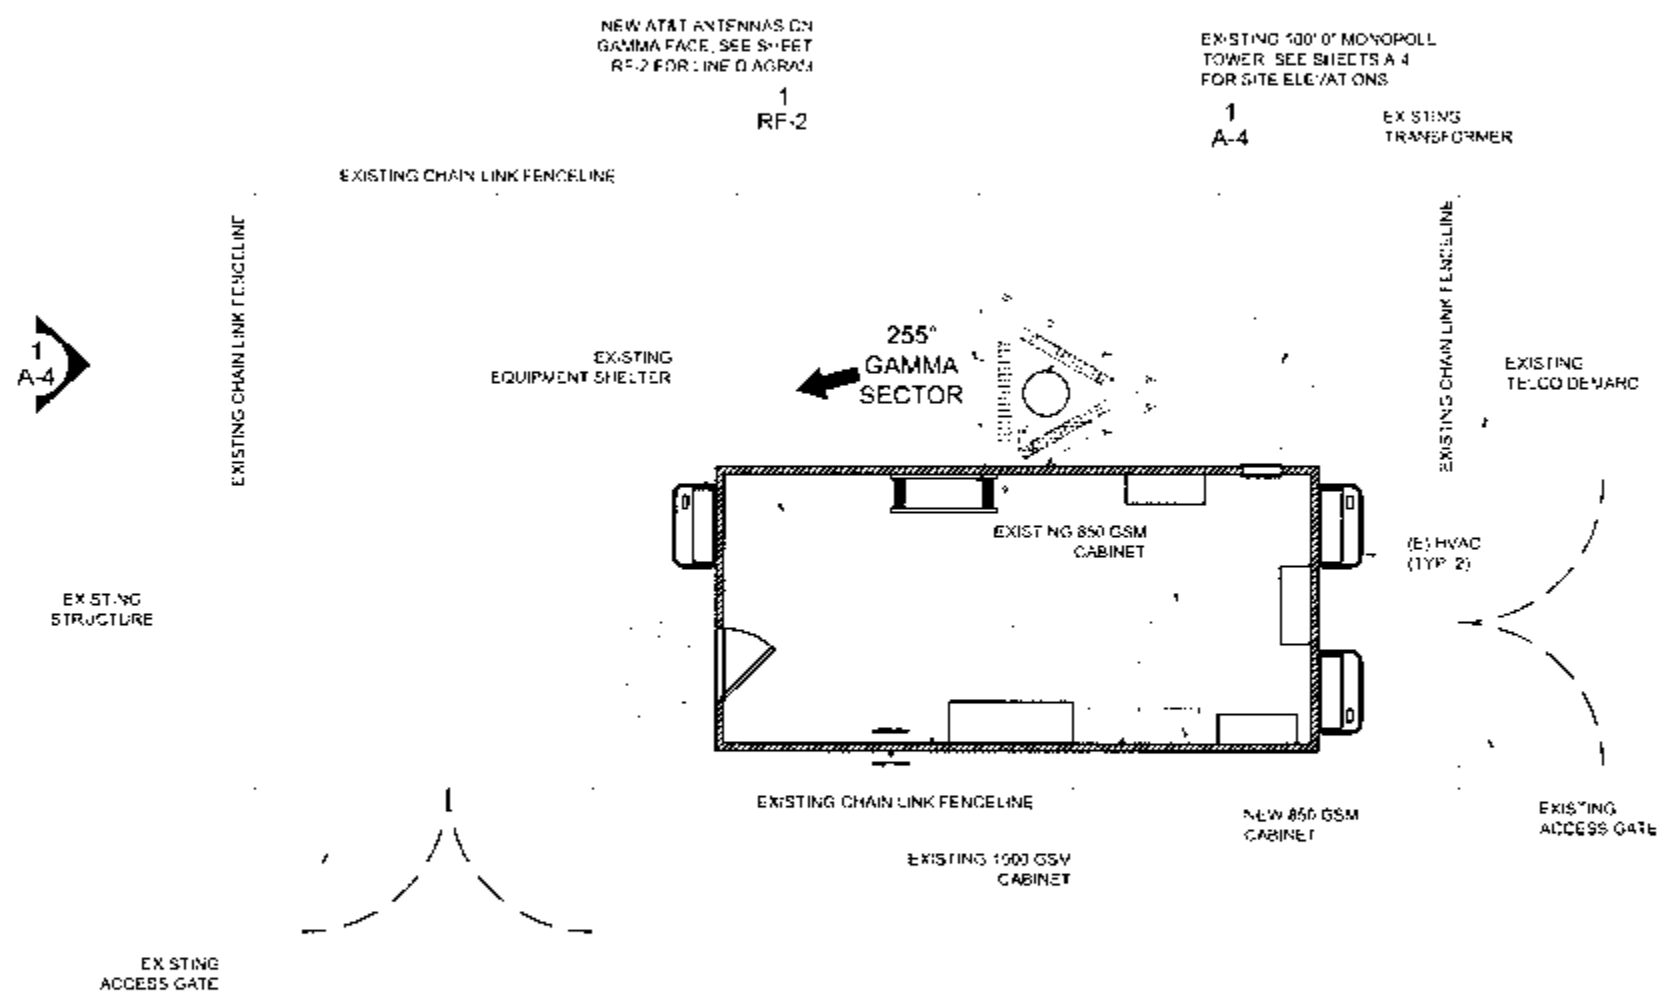 NEW AT&T ANTENNAS ON
GAMMA FACE, SEE SHEET
RF-2 FOR LINE DIAGRAM
1
RF-2
EXISTING 100'0" MONOPOLE
TOWER SEE SHEETS A-4
FOR SITE ELEVATIONS
1
A-4
EXISTING
TRANSFORMER
EXISTING CHAIN LINK FENCELINE
EXISTING CHAIN LINK FENCELINE
EXISTING CHAIN LINK FENCELINE
1
A-4
EXISTING
EQUIPMENT SHELTER
255°
GAMMA
SECTOR
EXISTING
TELCO DEMARC
EXISTING 850 GSM
CABINET
(E) HVAC
(TYP. 2)
EXISTING
STRUCTURE
EXISTING CHAIN LINK FENCELINE
NEW 850 GSM
CABINET
EXISTING
ACCESS GATE
EXISTING 1900 GSM
CABINET
EXISTING
ACCESS GATE